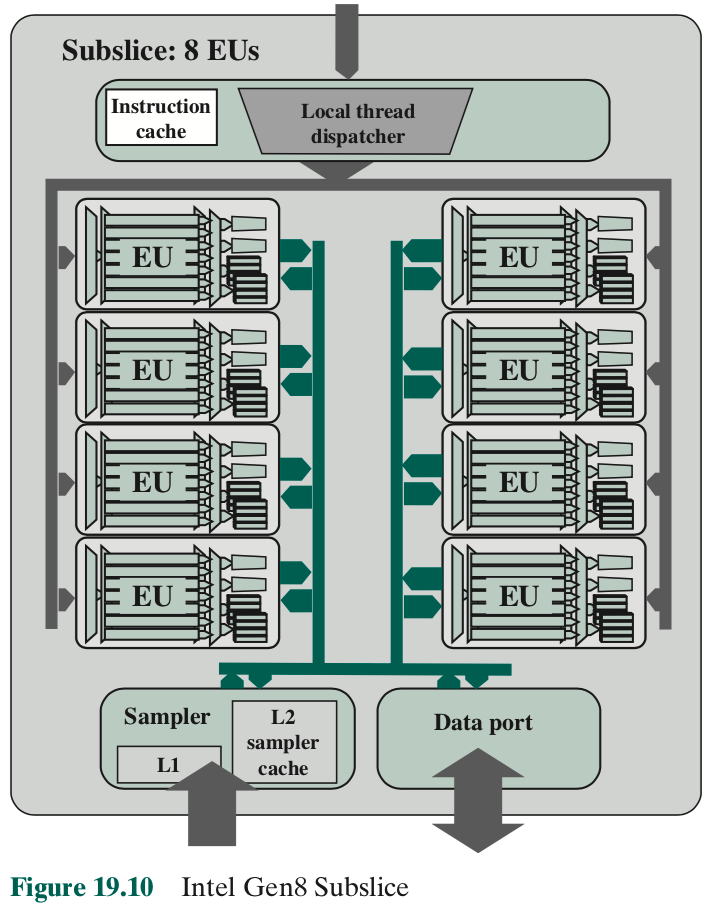 Subslice: 8 EUs
Instruction
cache
Local thread
dispatcher
EU
EU
EU
EU
EU
EU
EU
EU
Sampler
L1
L2
sampler
cache
Data port
Figure 19.10 Intel Gen8 Subslice